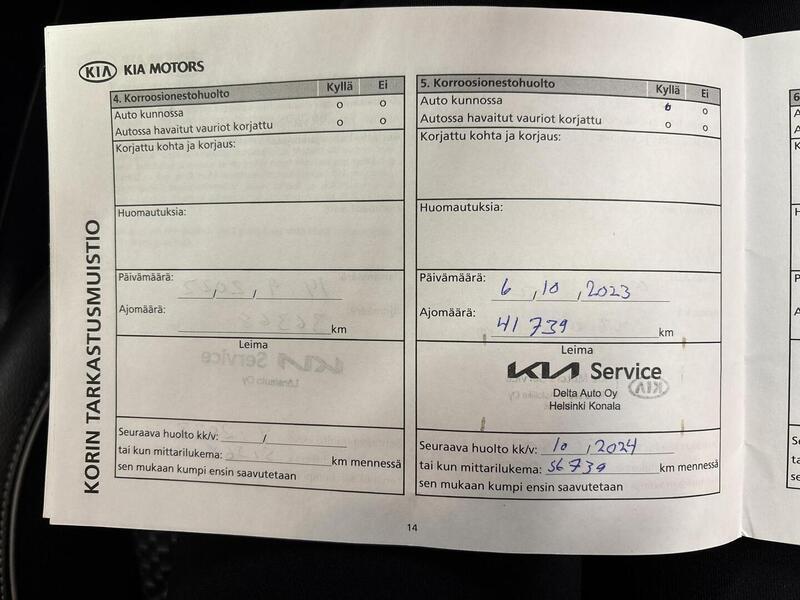 KIA KIA MOTORS
KORIN TARKASTUSMUISTIO
4. Korroosionestohuolto Kyllä Ei
Auto kunnossa o o
Autossa havaitut vauriot korjattu o o
Korjattu kohta ja korjaus:
Huomautuksia:
Päivämäärä: / /
Ajomäärä: km
Leima
Seuraava huolto kk/v: /
tai kun mittarilukema: km mennessä
sen mukaan kumpi ensin saavutetaan
5. Korroosionestohuolto Kyllä Ei
Auto kunnossa o o
Autossa havaitut vauriot korjattu o o
Korjattu kohta ja korjaus:
Huomautuksia:
Päivämäärä: 6 / 10 / 2023
Ajomäärä: 41 739 km
Leima
KIA Service
Delta Auto Oy
Helsinki Konala
Seuraava huolto kk/v: 10 / 2024
tai kun mittarilukema: 56739 km mennessä
sen mukaan kumpi ensin saavutetaan
14